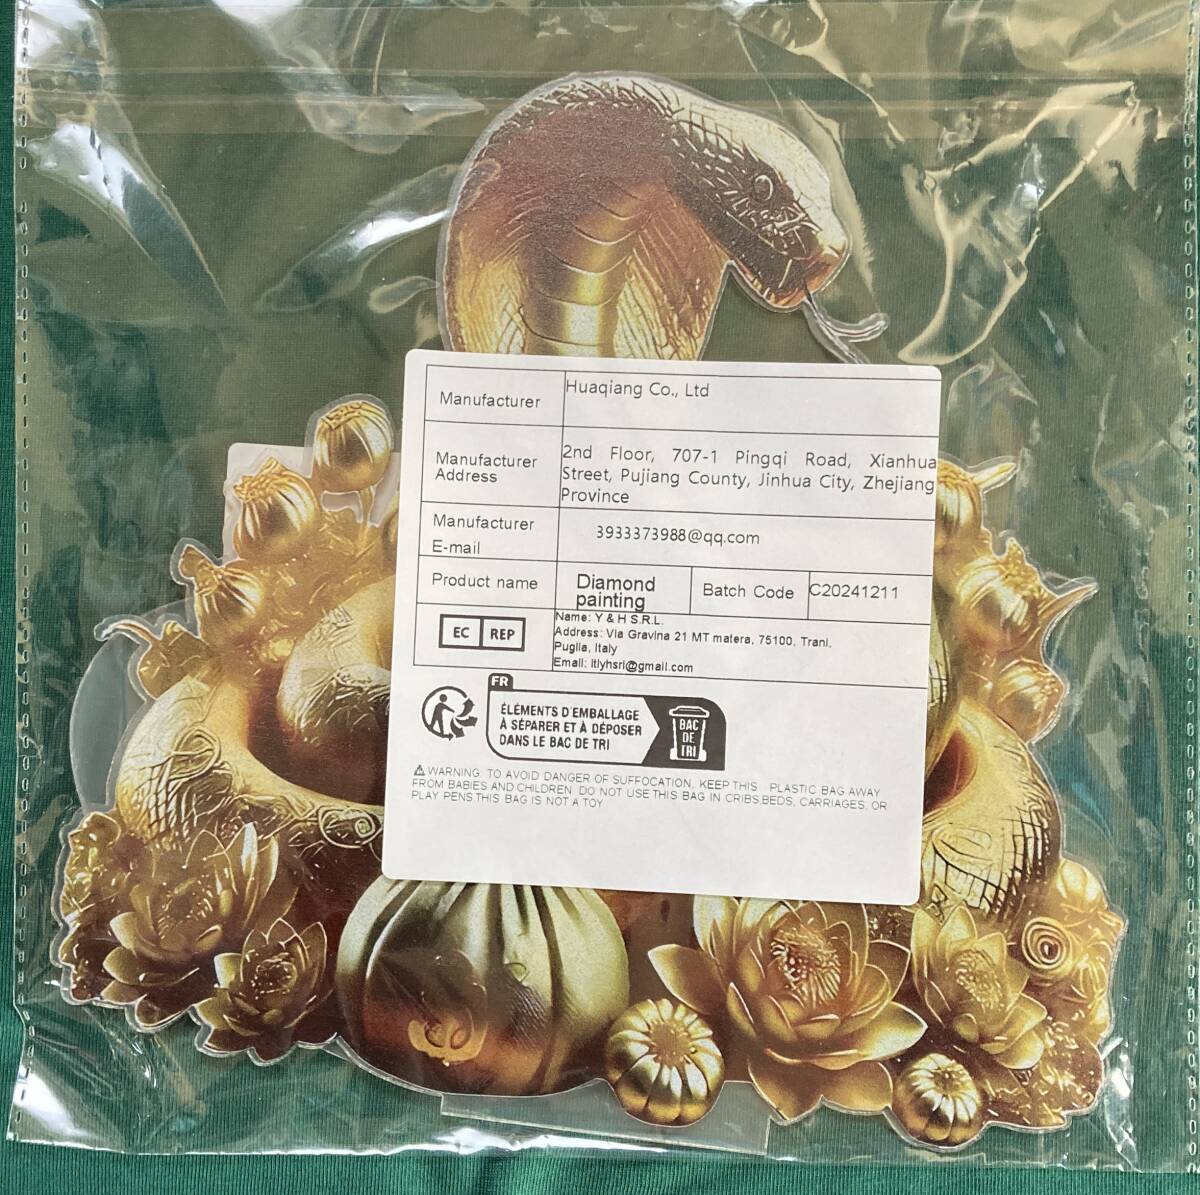 Manufacturer
Huaqiang Co., Ltd
Manufacturer
Address
2nd Floor, 707-1 Pingqi Road, Xianhua
Street, Pujiang County, Jinhua City, Zhejiang
Province
Manufacturer
E-mail
3933373988@qq.com
Product name
Diamond
painting
Batch Code
C20241211
EC REP
Name: Y & H S.R.L.
Address: Via Gravina 21 MT matera, 75100, Trani,
Puglia, Italy
Email: itlyhsrl@gmail.com
FR
ÉLÉMENTS D'EMBALLAGE
À SÉPARER ET À DÉPOSER
DANS LE BAC DE TRI
BAC
DE
TRI
⚠ WARNING TO AVOID DANGER OF SUFFOCATION, KEEP THIS PLASTIC BAG AWAY
FROM BABIES AND CHILDREN DO NOT USE THIS BAG IN CRIBS,BEDS, CARRIAGES, OR
PLAY PENS THIS BAG IS NOT A TOY